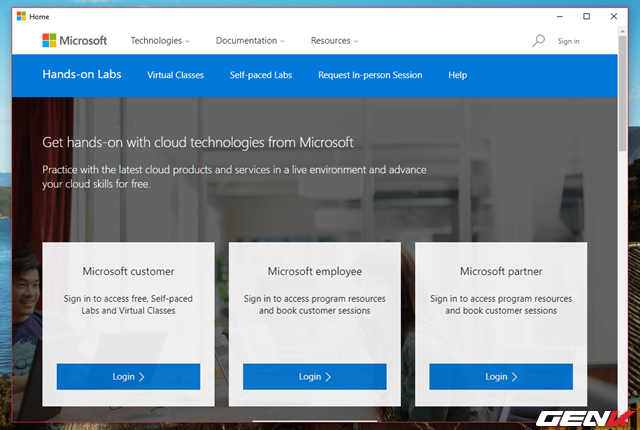 Home
Microsoft Technologies Documentation Resources Sign in
Hands-on Labs Virtual Classes Self-paced Labs Request In-person Session Help
Get hands-on with cloud technologies from Microsoft
Practice with the latest cloud products and services in a live environment and advance
your cloud skills for free.
Microsoft customer
Sign in to access free, Self-paced
Labs and Virtual Classes
Login
Microsoft employee
Sign in to access program resources
and book customer sessions
Login
Microsoft partner
Sign in to access program resources
and book customer sessions
Login
GENK